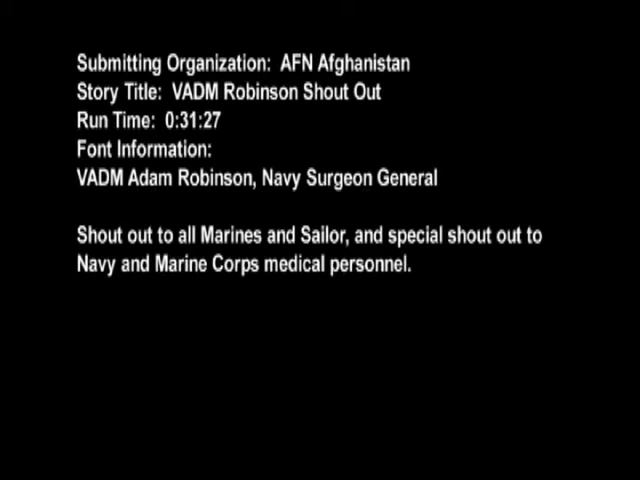 Submitting Organization:  AFN Afghanistan
Story Title:  VADM Robinson Shout Out
Run Time:  0:31:27
Font Information:
VADM Adam Robinson, Navy Surgeon General
Shout out to all Marines and Sailor, and special shout out to
Navy and Marine Corps medical personnel.